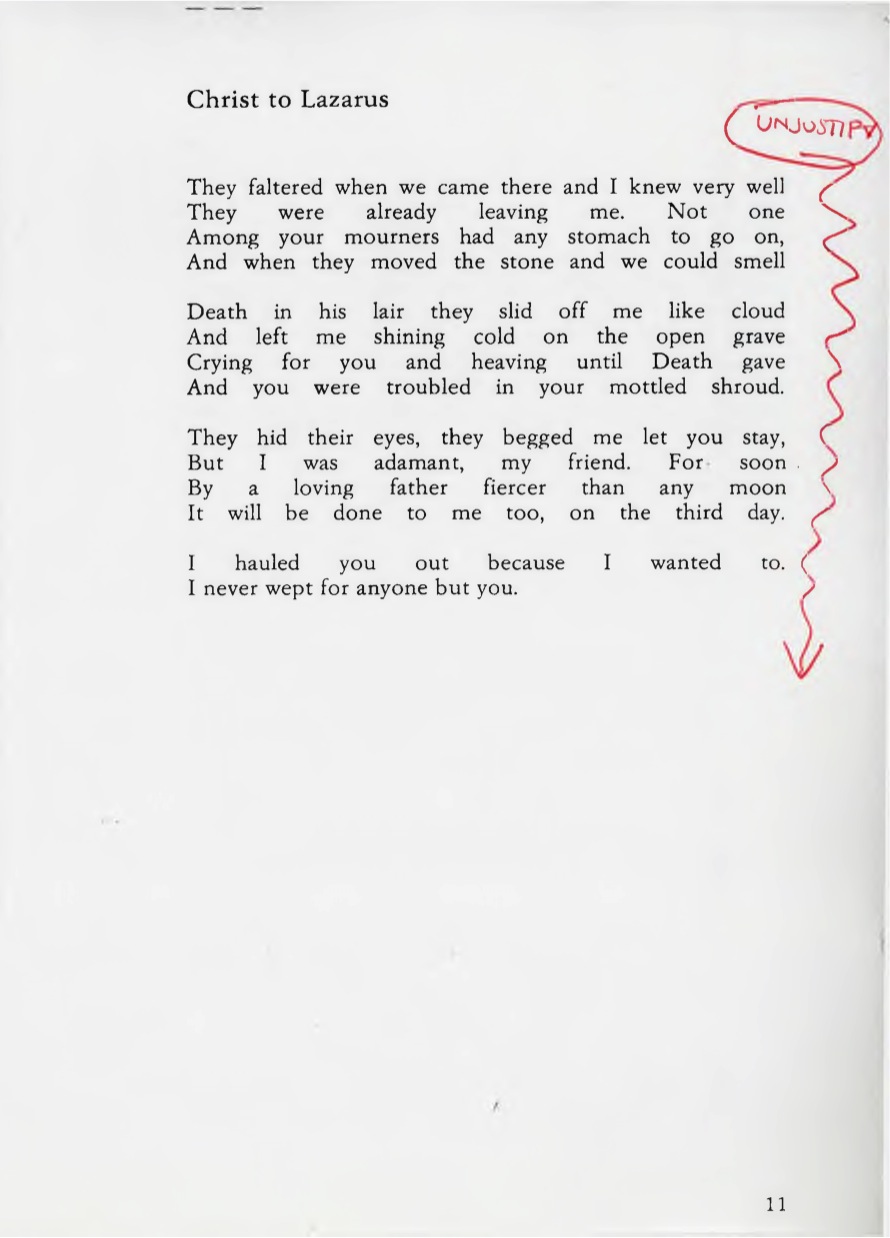 Christ to Lazarus
UNJUSTIFY
They faltered when we came there and I knew very well
They were already leaving me. Not one
Among your mourners had any stomach to go on,
And when they moved the stone and we could smell
Death in his lair they slid off me like cloud
And left me shining cold on the open grave
Crying for you and heaving until Death gave
And you were troubled in your mottled shroud.
They hid their eyes, they begged me let you stay,
But I was adamant, my friend. For soon
By a loving father fiercer than any moon
It will be done to me too, on the third day.
I hauled you out because I wanted to.
I never wept for anyone but you.
11